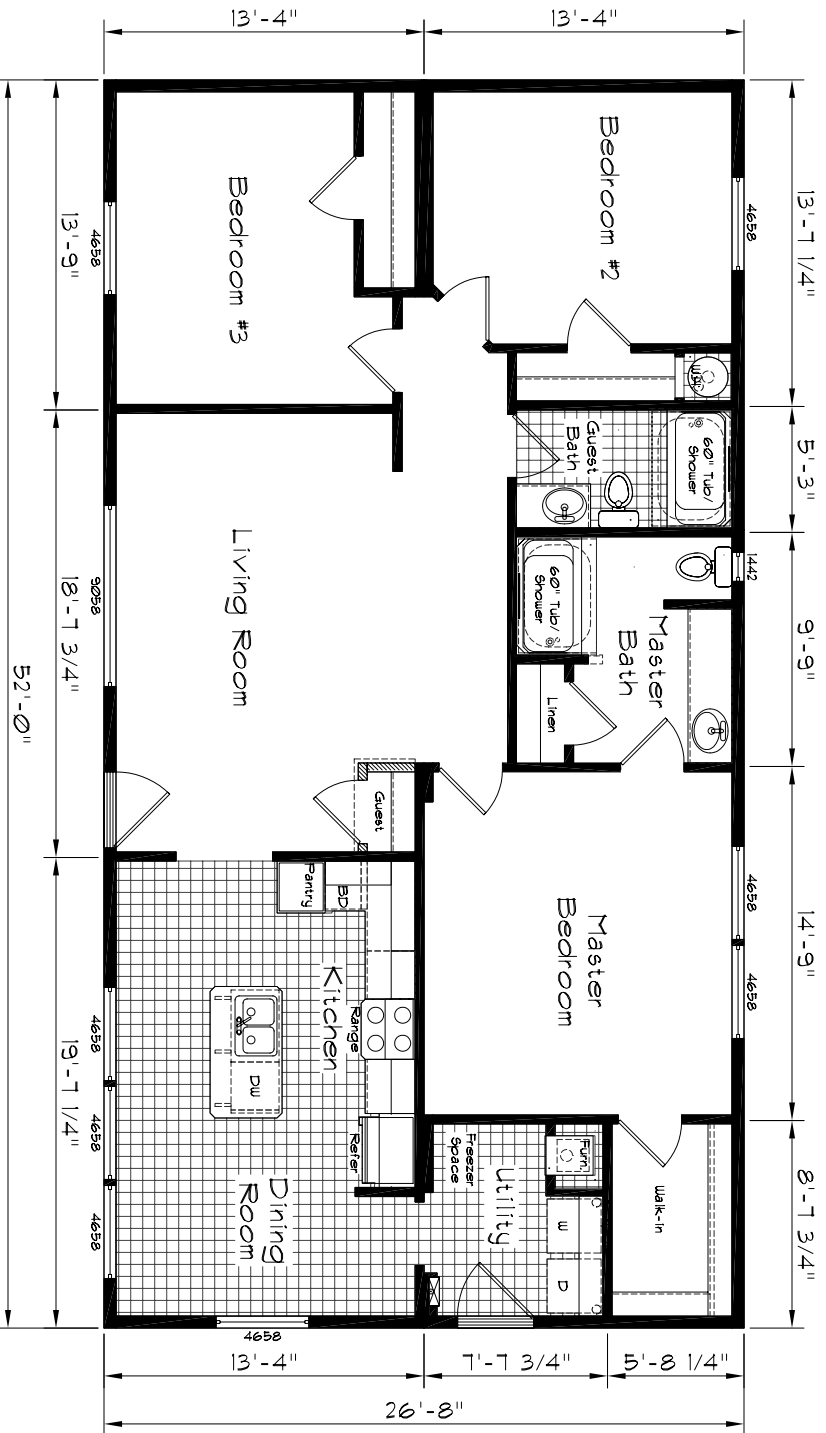 13'-4"
13'-4"
Bedroom #2
Bedroom #3
4658
4658
13'-9"
13'-7 1/4"
W.H.
Guest
Bath
60" Tub/
Shower
5'-3"
1442
60" Tub/
Shower
Master
Bath
9'-9"
Living Room
9058
18'-7 3/4"
52'-0"
Linen
Guest
Pantry
BD
Master
Bedroom
4658
4658
14'-9"
Kitchen
Range
DW
4658
4658
4658
19'-7 1/4"
Refer
Freezer
Space
Utility
Furn
W
D
Walk-In
8'-7 3/4"
Dining
Room
4658
13'-4"
7'-7 3/4"
5'-8 1/4"
26'-8"